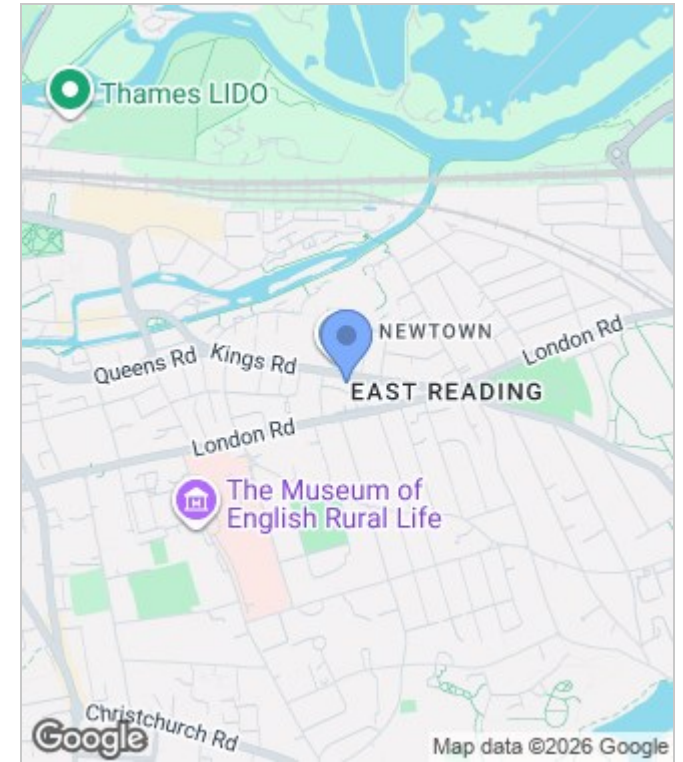 Thames LIDO
NEWTOWN
London Rd
Queens Rd
Kings Rd
EAST READING
London Rd
The Museum of
English Rural Life
Christchurch Rd
Google
Map data ©2026 Google